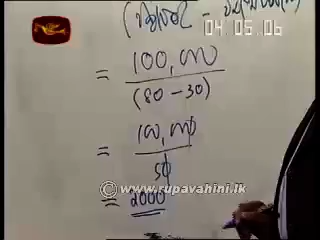 04.05.06
= 100,000
(80 - 30)
= 100,000
50
© www.rupavahini.lk
= 2000